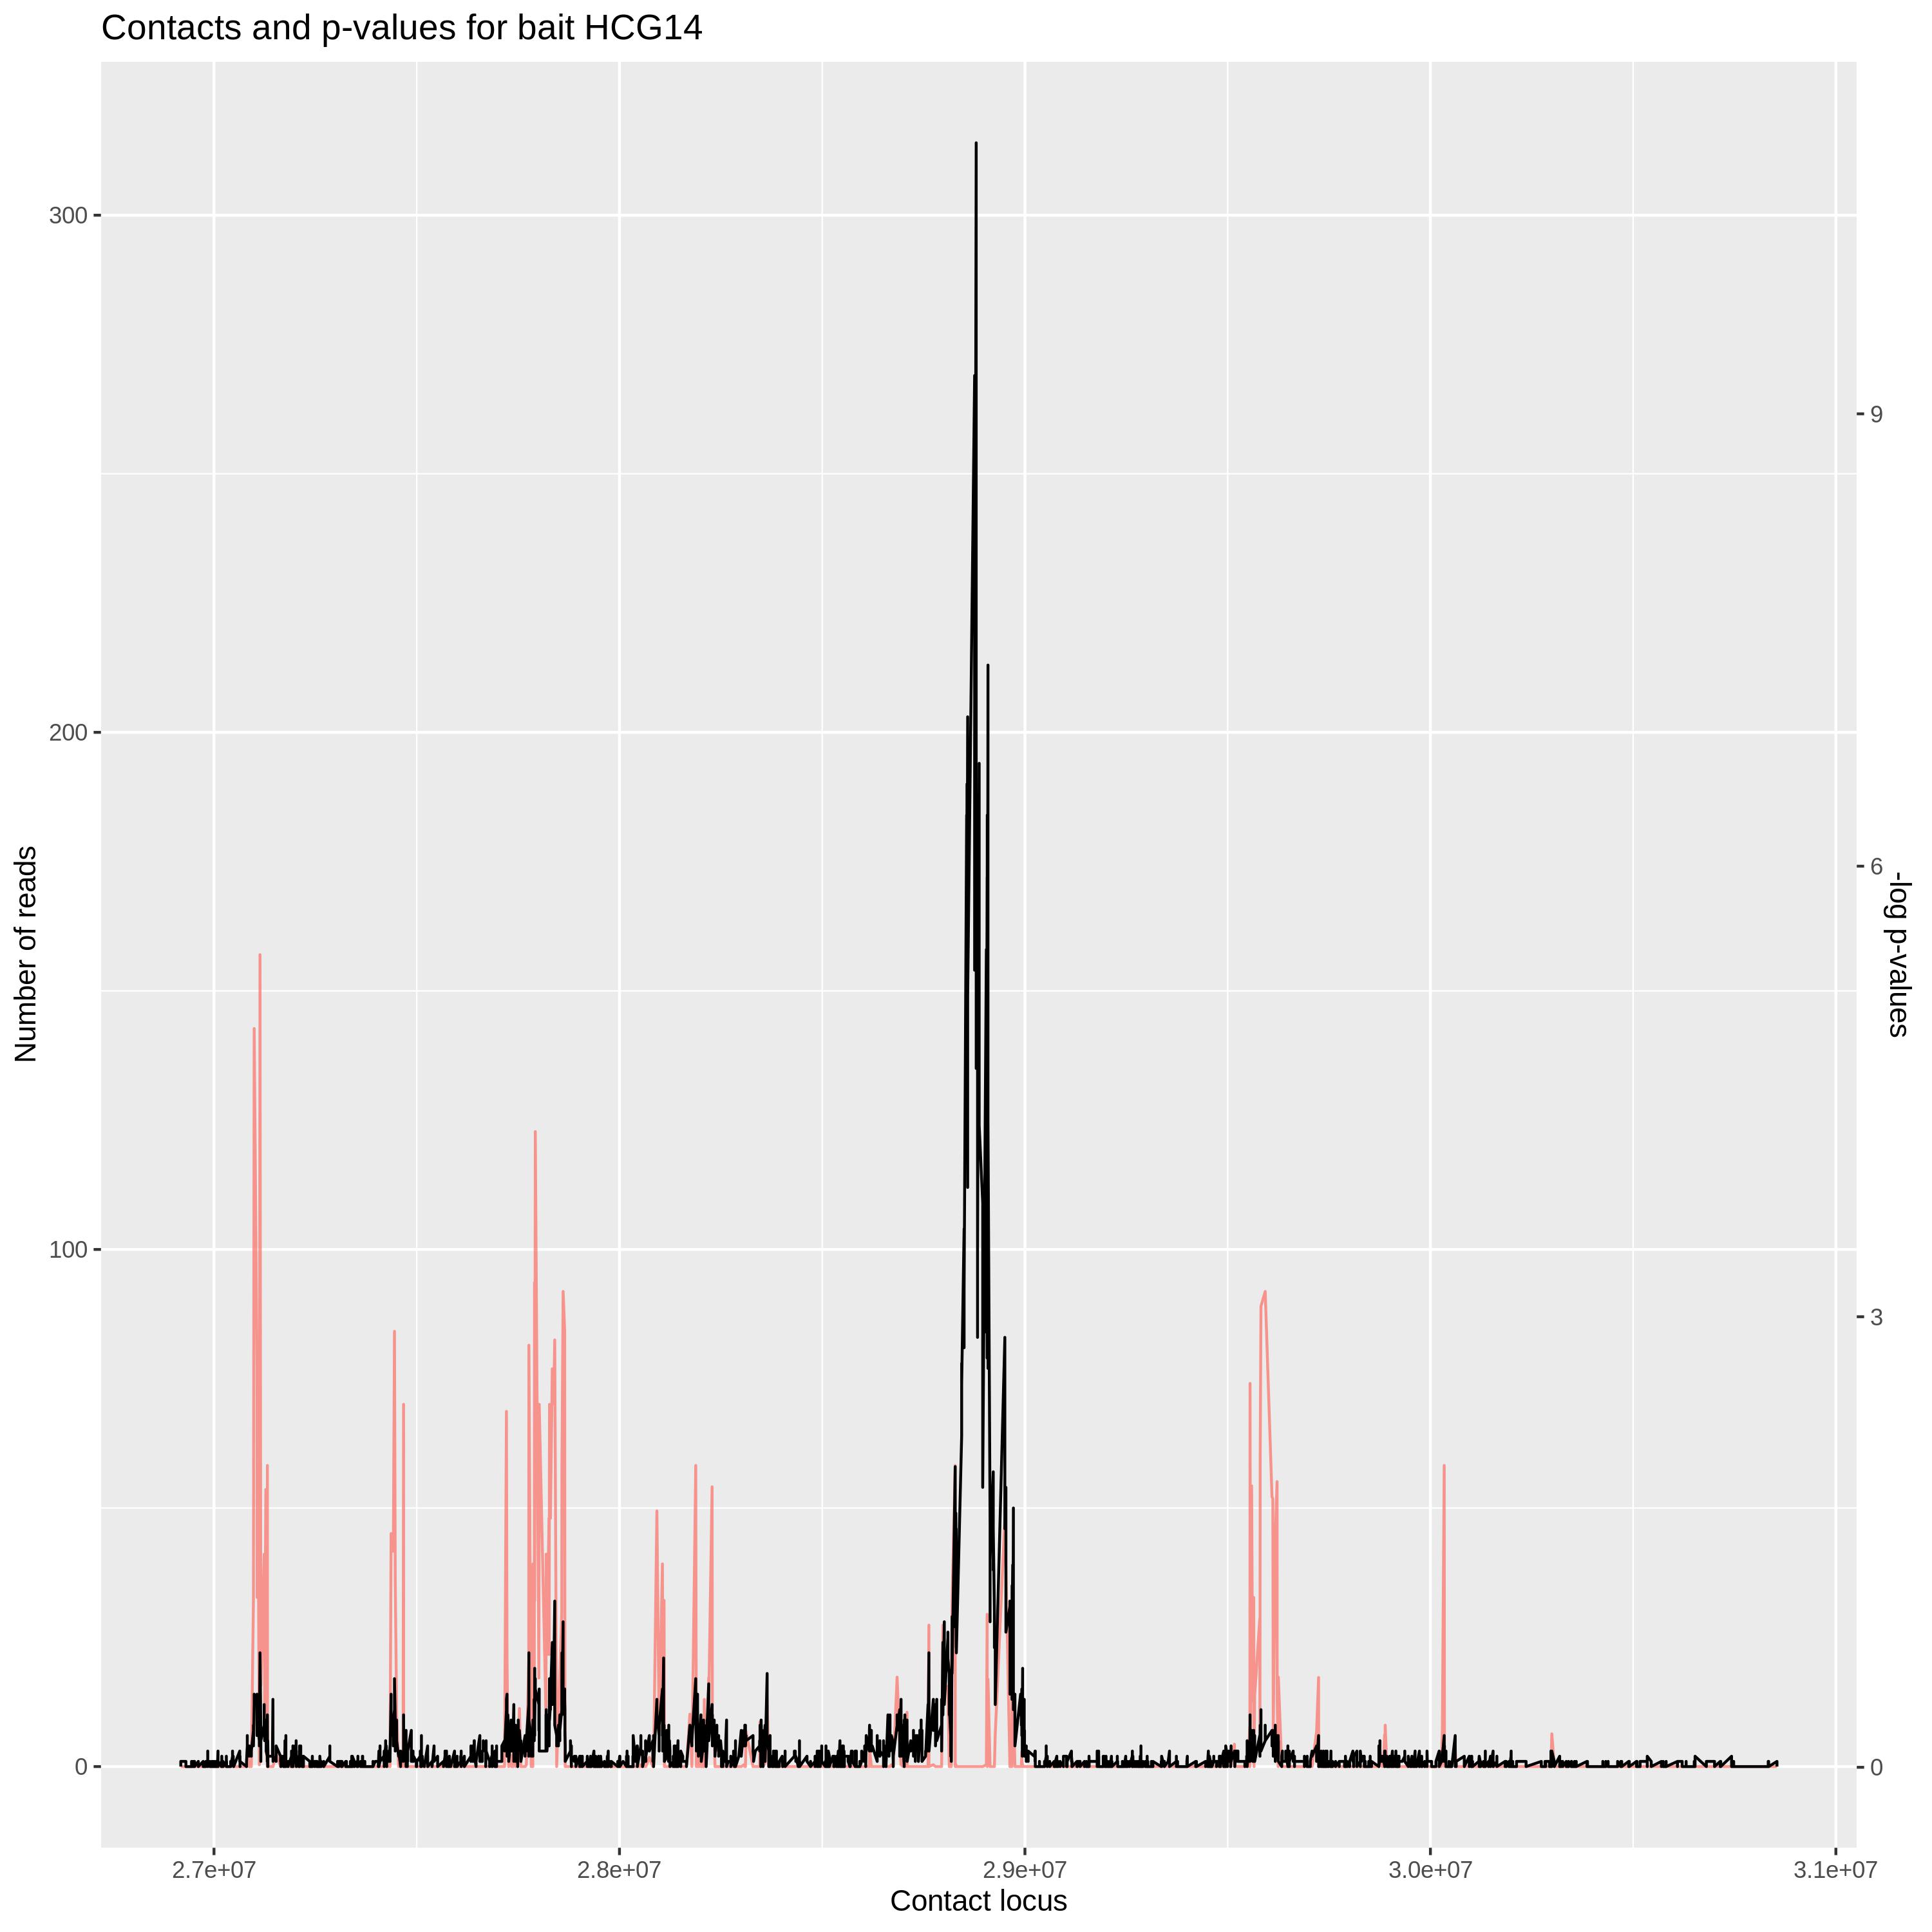 Contacts and p-values for bait HCG14
300
200
100
0
9
6
3
0
Number of reads
-log p-values
2.7e+07 2.8e+07 2.9e+07 3.0e+07 3.1e+07
Contact locus